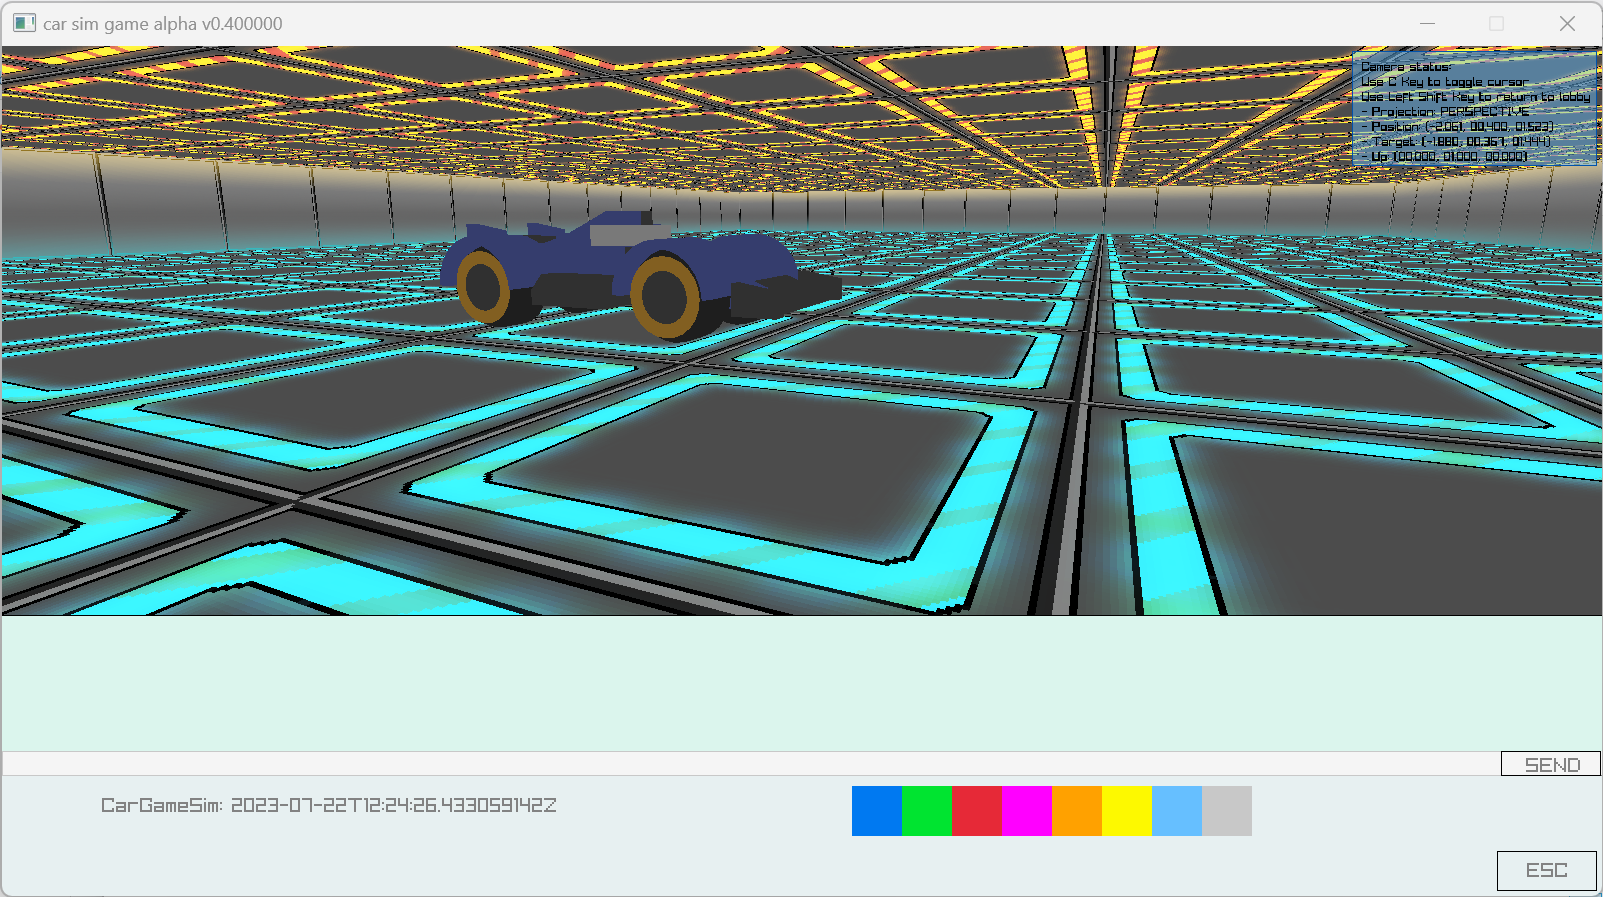 car sim game alpha v0.400000
Camera status:
Use C Key to toggle cursor
Use Left Shift Key to return to lobby
- Projection: PERSPECTIVE
- Position: (-2.061, 00.400, 01.523)
- Target: (-1.880, 00.367, 01.444)
- Up: (00.000, 01.000, 00.000)
SEND
CarGameSim: 2023-07-22T12:24:26.433059142Z
ESC